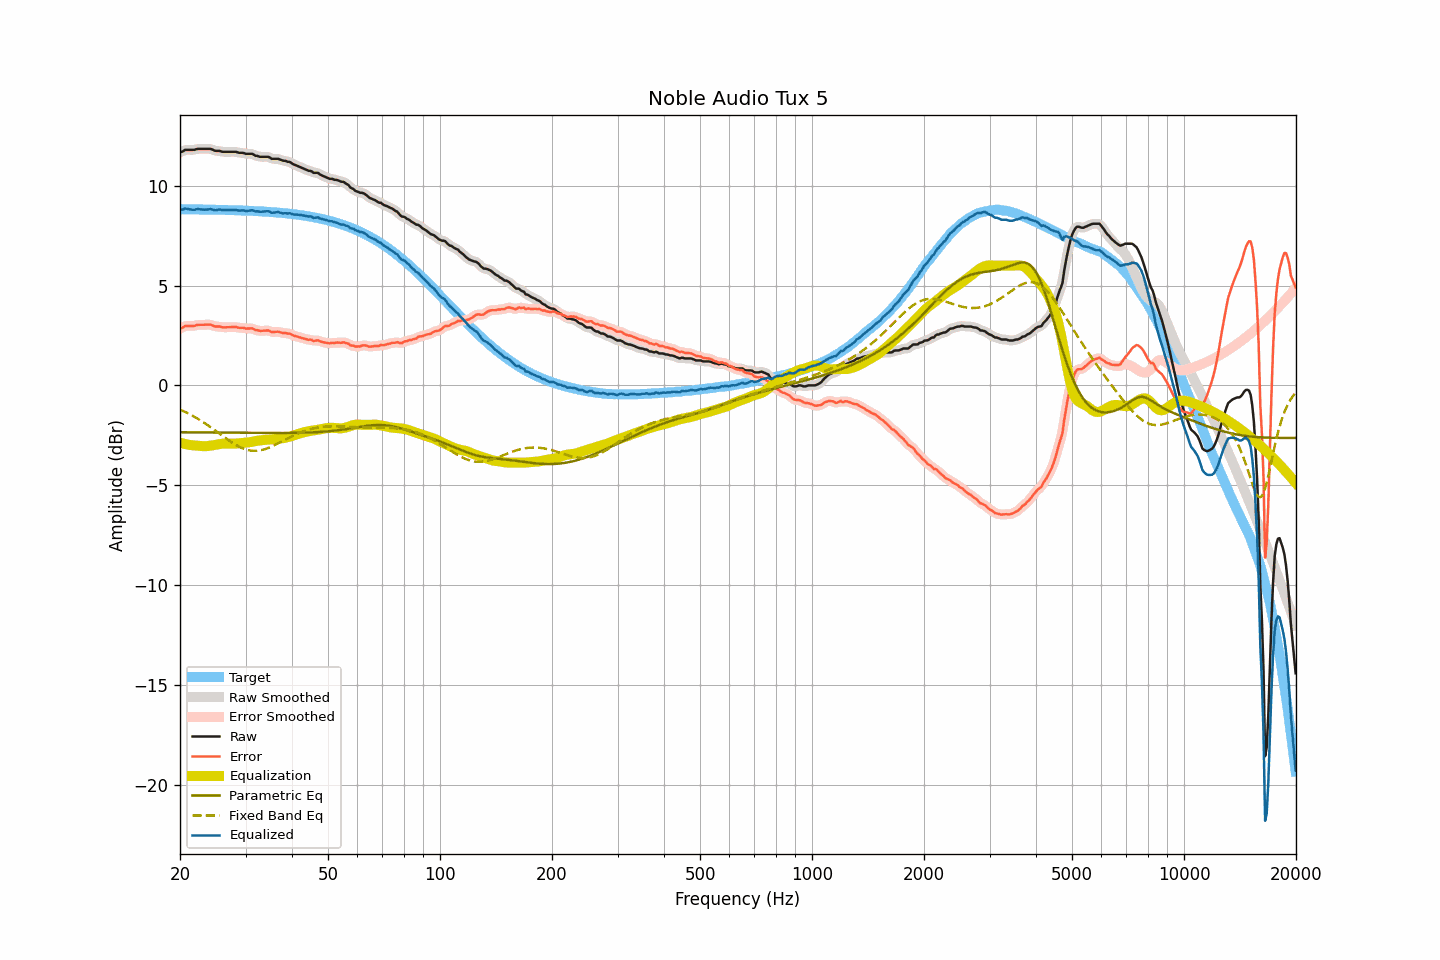 Noble Audio Tux 5
Amplitude (dBr)
10
5
0
−5
−10
−15
−20
Target
Raw Smoothed
Error Smoothed
Raw
Error
Equalization
Parametric Eq
Fixed Band Eq
Equalized
20 50 100 200 500 1000 2000 5000 10000 20000
Frequency (Hz)